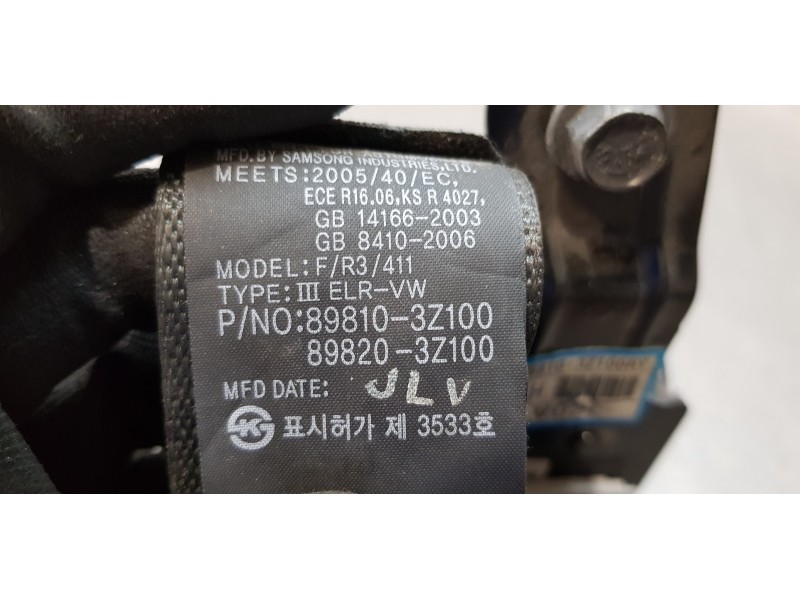 MFD.BY SAMSONG INDUSTRIES,LTD.
MEETS:2005/40/EC,
ECE R16.06,KS R 4027,
GB 14166-2003
GB 8410-2006
MODEL:F/R3/411
TYPE:III ELR-VW
P/NO:89810-3Z100
89820-3Z100
MFD DATE: JLV
표시허가 제 3533호